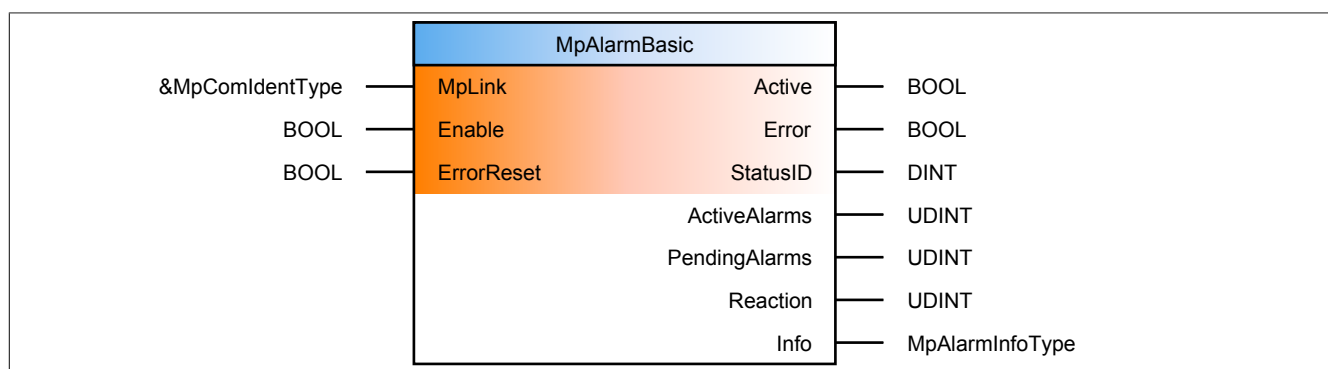 MpAlarmBasic
&MpComIdentType MpLink Active BOOL
BOOL Enable Error BOOL
BOOL ErrorReset StatusID DINT
ActiveAlarms UDINT
PendingAlarms UDINT
Reaction UDINT
Info MpAlarmInfoType